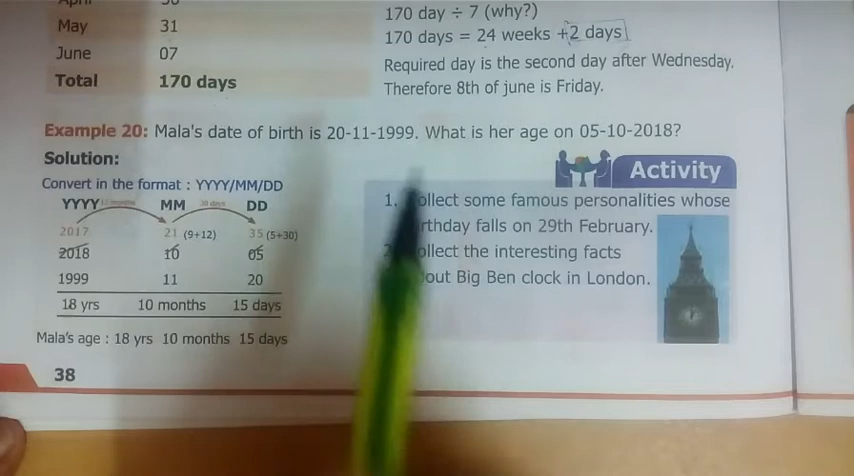 May 31
June 07
Total 170 days
170 day ÷ 7 (why?)
170 days = 24 weeks +2 days
Required day is the second day after Wednesday.
Therefore 8th of june is Friday.
Example 20: Mala's date of birth is 20-11-1999. What is her age on 05-10-2018?
Solution:
Convert in the format : YYYY/MM/DD
12 months 30 days
YYYY MM DD
2017 21 (9+12) 35 (5+30)
2018 10 05
1999 11 20
18 yrs 10 months 15 days
Mala's age : 18 yrs 10 months 15 days
Activity
1. ollect some famous personalities whose
rthday falls on 29th February.
ollect the interesting facts
out Big Ben clock in London.
38